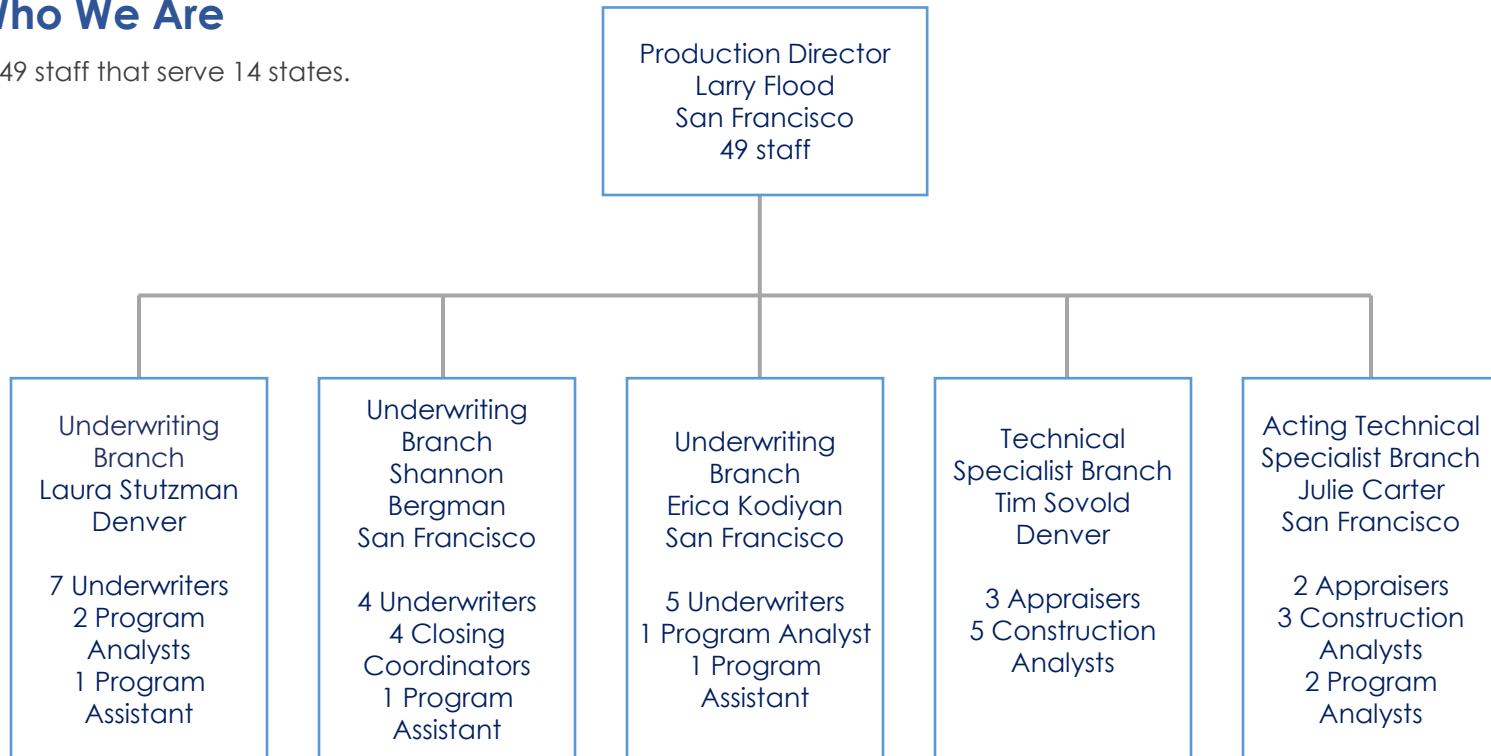 Who We Are
49 staff that serve 14 states.
Production Director
Larry Flood
San Francisco
49 staff
Underwriting
Branch
Laura Stutzman
Denver
7 Underwriters
2 Program
Analysts
1 Program
Assistant
Underwriting
Branch
Shannon
Bergman
San Francisco
4 Underwriters
4 Closing
Coordinators
1 Program
Assistant
Underwriting
Branch
Erica Kodiyan
San Francisco
5 Underwriters
1 Program Analyst
1 Program
Assistant
Technical
Specialist Branch
Tim Sovold
Denver
3 Appraisers
5 Construction
Analysts
Acting Technical
Specialist Branch
Julie Carter
San Francisco
2 Appraisers
3 Construction
Analysts
2 Program
Analysts